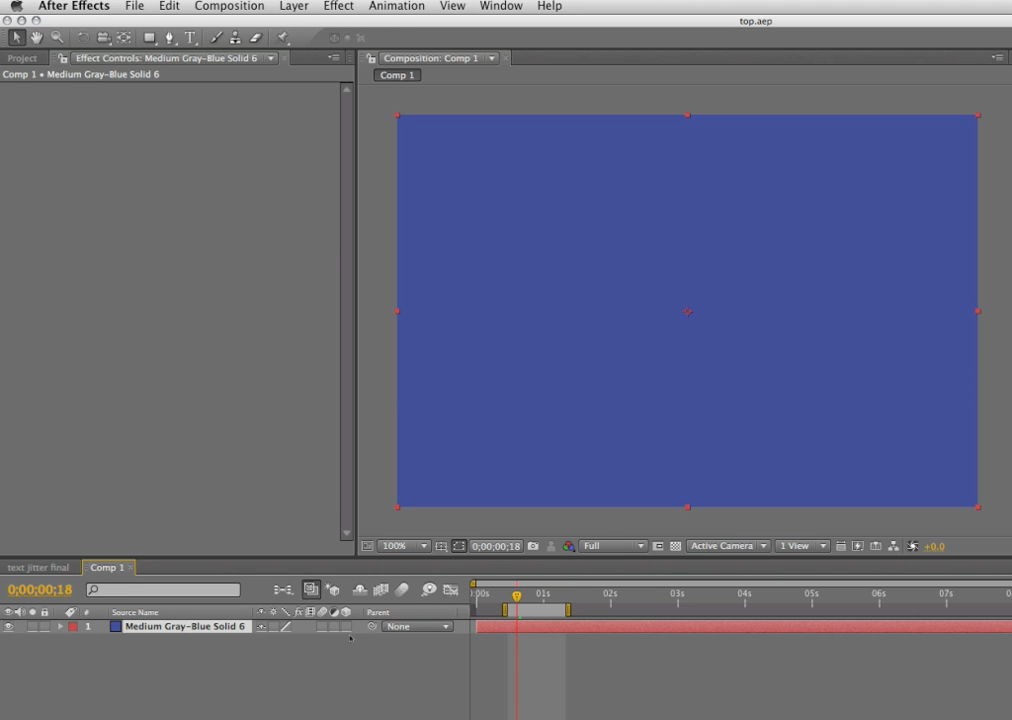 After Effects File Edit Composition Layer Effect Animation View Window Help
top.aep
T
Project Effect Controls: Medium Gray-Blue Solid 6 Composition: Comp 1
Comp 1 • Medium Gray-Blue Solid 6 Comp 1
100% 0;00;00;18 Full Active Camera 1 View +0.0
text jitter final Comp 1
0;00;00;18 :00s 01s 02s 03s 04s 05s 06s 07s
# Source Name fx Parent
1 Medium Gray-Blue Solid 6 None